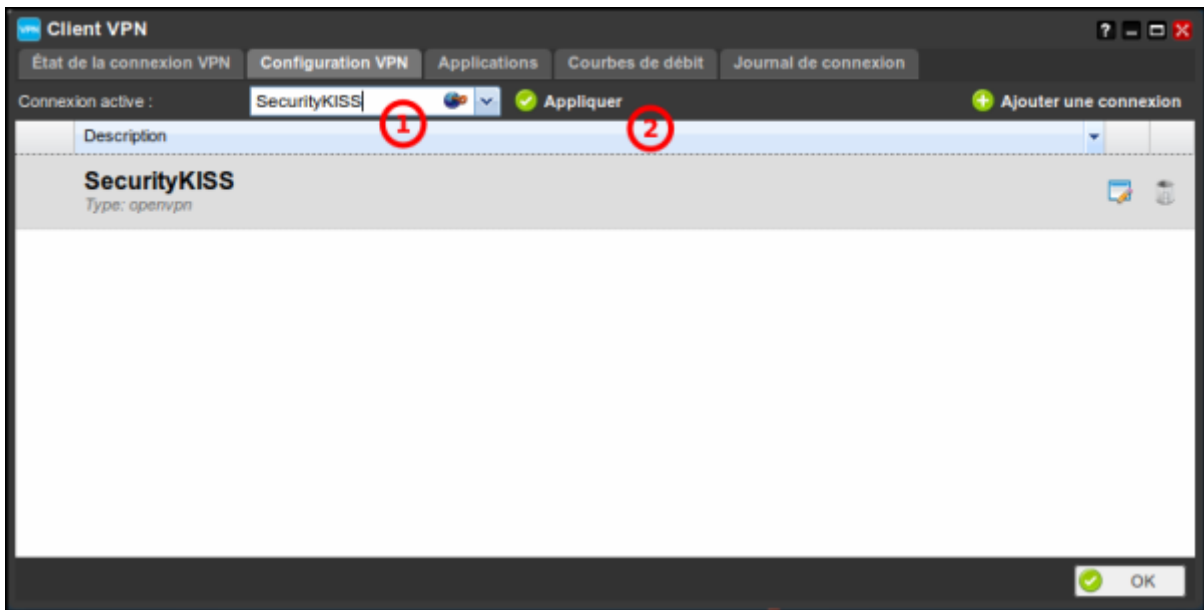 VPN Client VPN ?
État de la connexion VPN Configuration VPN Applications Courbes de débit Journal de connexion
Connexion active : SecurityKISS Appliquer Ajouter une connexion
1 2
Description
SecurityKISS
Type: openvpn
OK